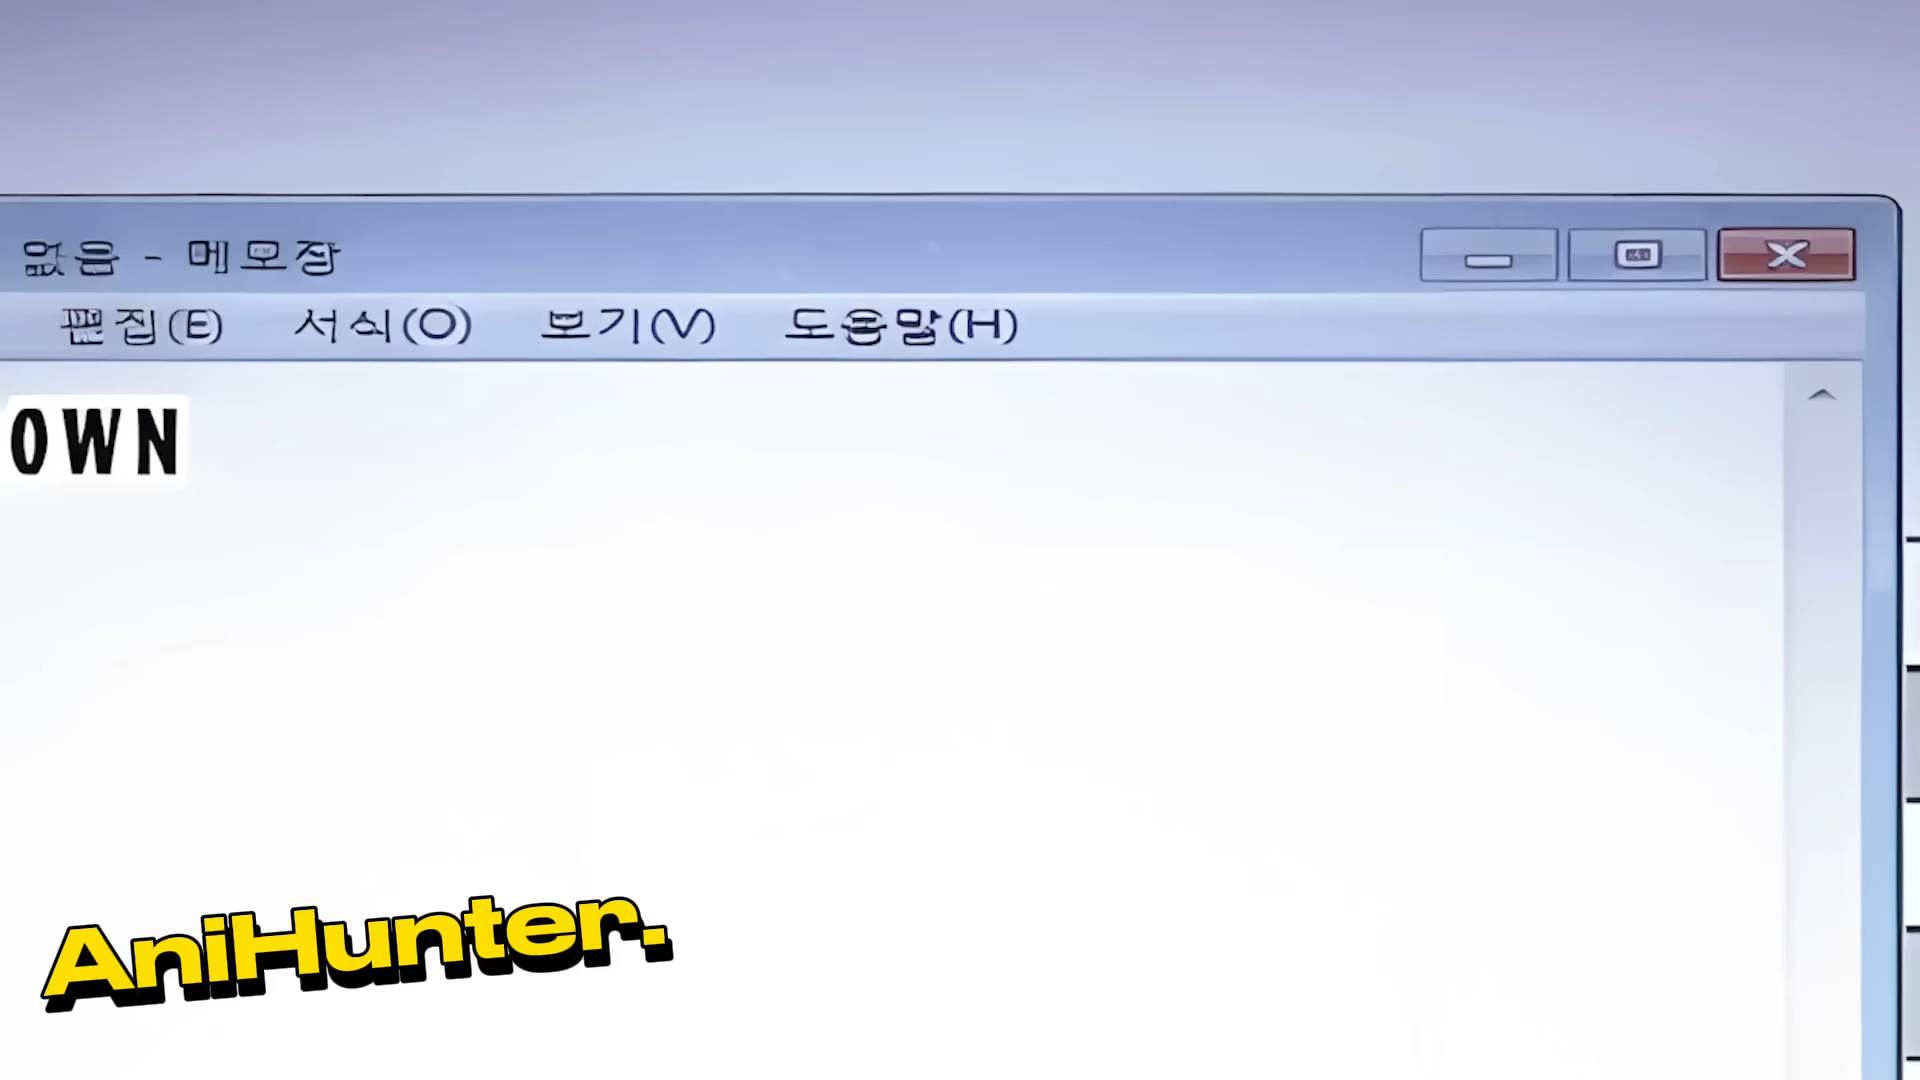 없음 - 메모장
편집(E) 서식(O) 보기(V) 도움말(H)
OWN
AniHunter.